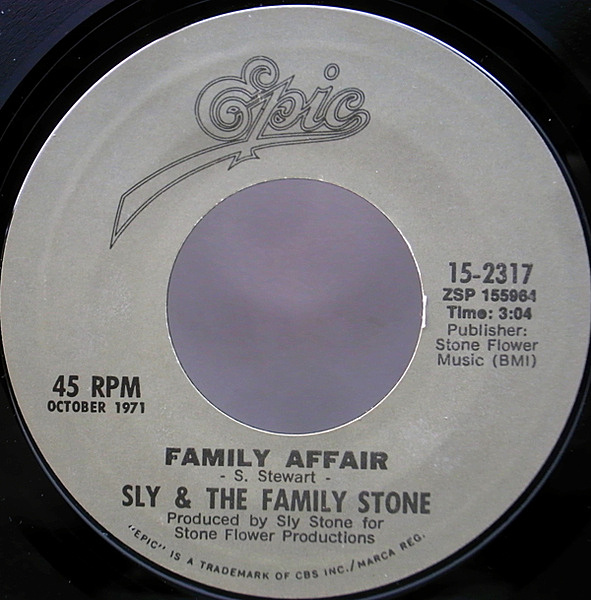 Epic
15-2317
ZSP 155964
Time: 3:04
Publisher:
Stone Flower
Music (BMI)
45 RPM
OCTOBER 1971
FAMILY AFFAIR
- S. Stewart -
SLY & THE FAMILY STONE
Produced by Sly Stone for
Stone Flower Productions
"EPIC" IS A TRADEMARK OF CBS INC./MARCA REG.